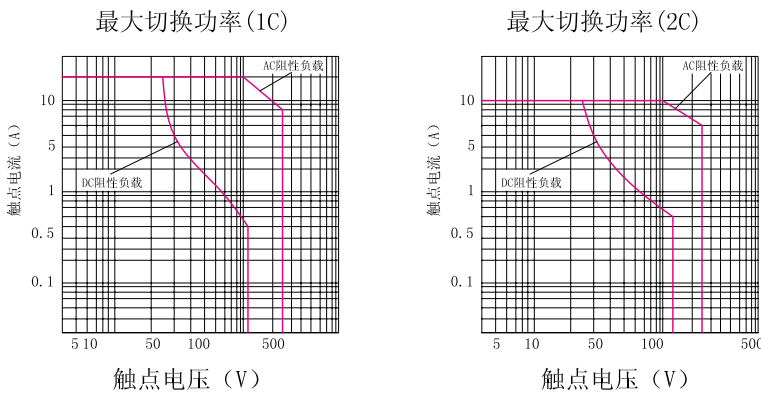 最大切换功率(1C)
AC阻性负载
DC阻性负载
触点电流（A）
10
5
1
0.5
0.1
5 10 50 100 500
触点电压（V）
最大切换功率(2C)
AC阻性负载
DC阻性负载
触点电流（A）
10
5
1
0.5
0.1
5 10 50 100 500
触点电压（V）